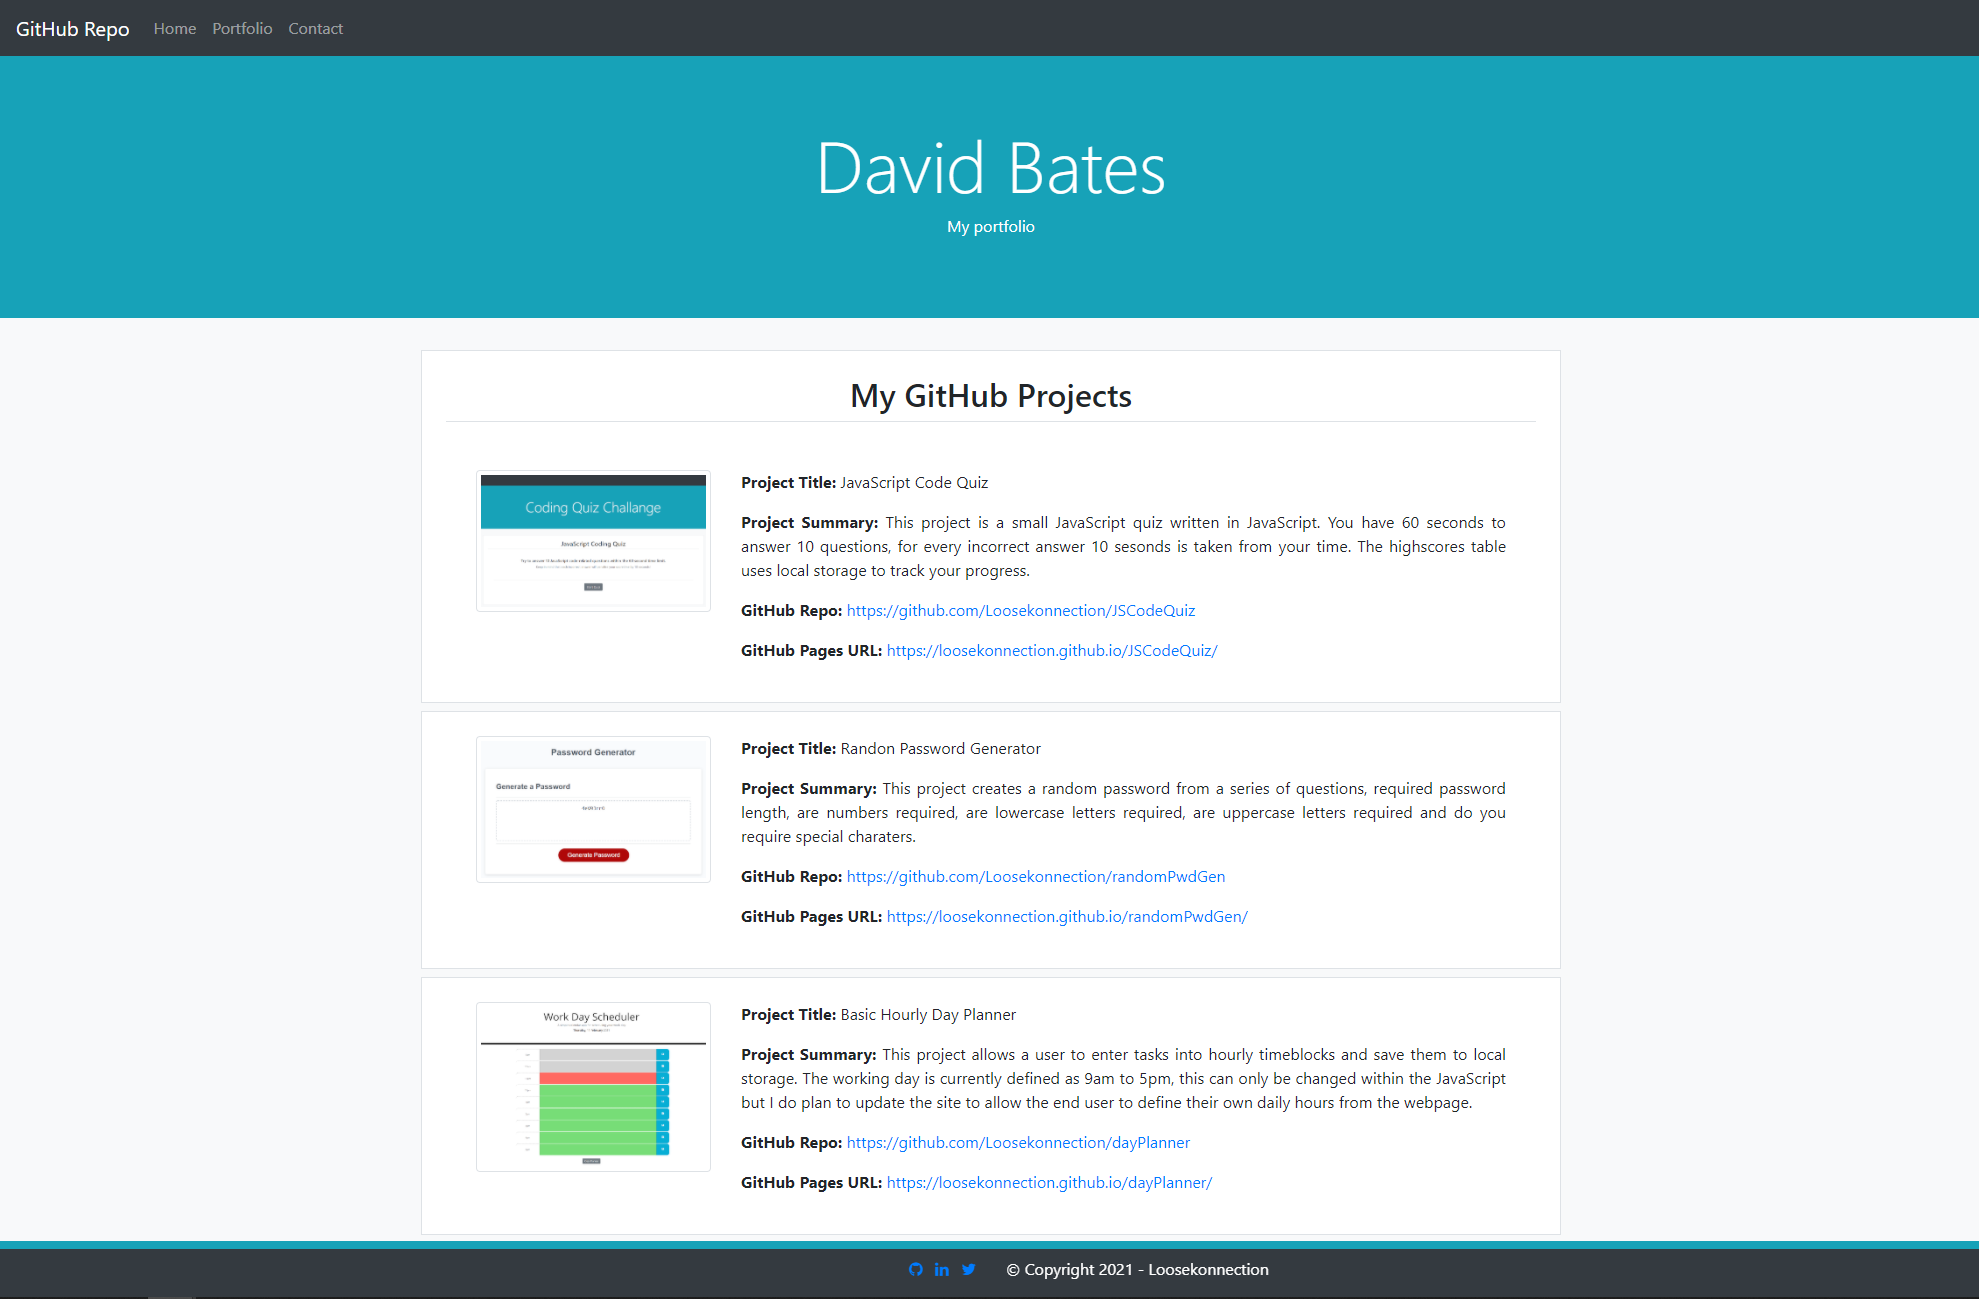 GitHub Repo Home Portfolio Contact
David Bates
My portfolio
My GitHub Projects
Coding Quiz Challange
JavaScript Coding Quiz
Project Title: JavaScript Code Quiz
Project Summary: This project is a small JavaScript quiz written in JavaScript. You have 60 seconds to
answer 10 questions, for every incorrect answer 10 sesonds is taken from your time. The highscores table
uses local storage to track your progress.
GitHub Repo: https://github.com/Loosekonnection/JSCodeQuiz
GitHub Pages URL: https://loosekonnection.github.io/JSCodeQuiz/
Password Generator
Generate a Password
Generate Password
Project Title: Randon Password Generator
Project Summary: This project creates a random password from a series of questions, required password
length, are numbers required, are lowercase letters required, are uppercase letters required and do you
require special charaters.
GitHub Repo: https://github.com/Loosekonnection/randomPwdGen
GitHub Pages URL: https://loosekonnection.github.io/randomPwdGen/
Work Day Scheduler
Project Title: Basic Hourly Day Planner
Project Summary: This project allows a user to enter tasks into hourly timeblocks and save them to local
storage. The working day is currently defined as 9am to 5pm, this can only be changed within the JavaScript
but I do plan to update the site to allow the end user to define their own daily hours from the webpage.
GitHub Repo: https://github.com/Loosekonnection/dayPlanner
GitHub Pages URL: https://loosekonnection.github.io/dayPlanner/
© Copyright 2021 - Loosekonnection